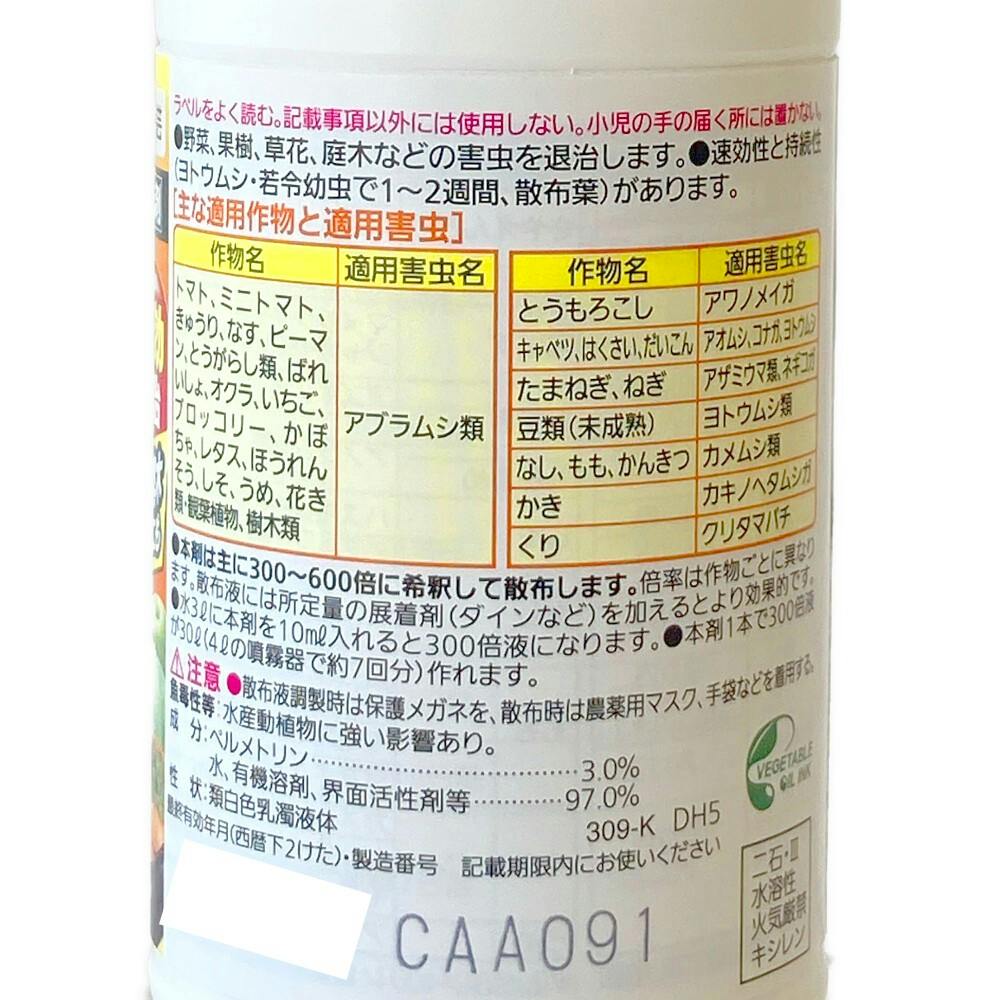 ラベルをよく読む。記載事項以外には使用しない。小児の手の届く所には置かない。
●野菜、果樹、草花、庭木などの害虫を退治します。●速効性と持続性
(ヨトウムシ・若令幼虫で1〜2週間、散布葉)があります。
[主な適用作物と適用害虫]
作物名 適用害虫名
トマト、ミニトマト、
きゅうり、なす、ピーマ
ン、とうがらし類、ばれ
いしょ、オクラ、いちご、
ブロッコリー、かぼ
ちゃ、レタス、ほうれん
そう、しそ、うめ、花き
類・観葉植物、樹木類
アブラムシ類
作物名 適用害虫名
とうもろこし アワノメイガ
キャベツ、はくさい、だいこん アオムシ、コナガ、ヨトウムシ
たまねぎ、ねぎ アザミウマ類、ネギコガ
豆類(未成熟) ヨトウムシ類
なし、もも、かんきつ カメムシ類
かき カキノヘタムシガ
くり クリタマバチ
●本剤は主に300〜600倍に希釈して散布します。倍率は作物ごとに異なり
ます。散布液には所定量の展着剤(ダインなど)を加えるとより効果的です。
●水3ℓに本剤を10mℓ入れると300倍液になります。●本剤1本で300倍液
が30ℓ(4ℓの噴霧器で約7回分)作れます。
⚠注意 ●散布液調製時は保護メガネを、散布時は農薬用マスク、手袋などを着用する。
魚毒性等:水産動植物に強い影響あり。
成 分:ペルメトリン……………………………3.0%
水、有機溶剤、界面活性剤等…………97.0%
性 状:類白色乳濁液体
309-K DH5
最終有効年月(西暦下2けた)・製造番号 記載期限内にお使いください
VEGETABLE
OIL INK
二石・Ⅲ
水溶性
火気厳禁
キシレン
CAA091